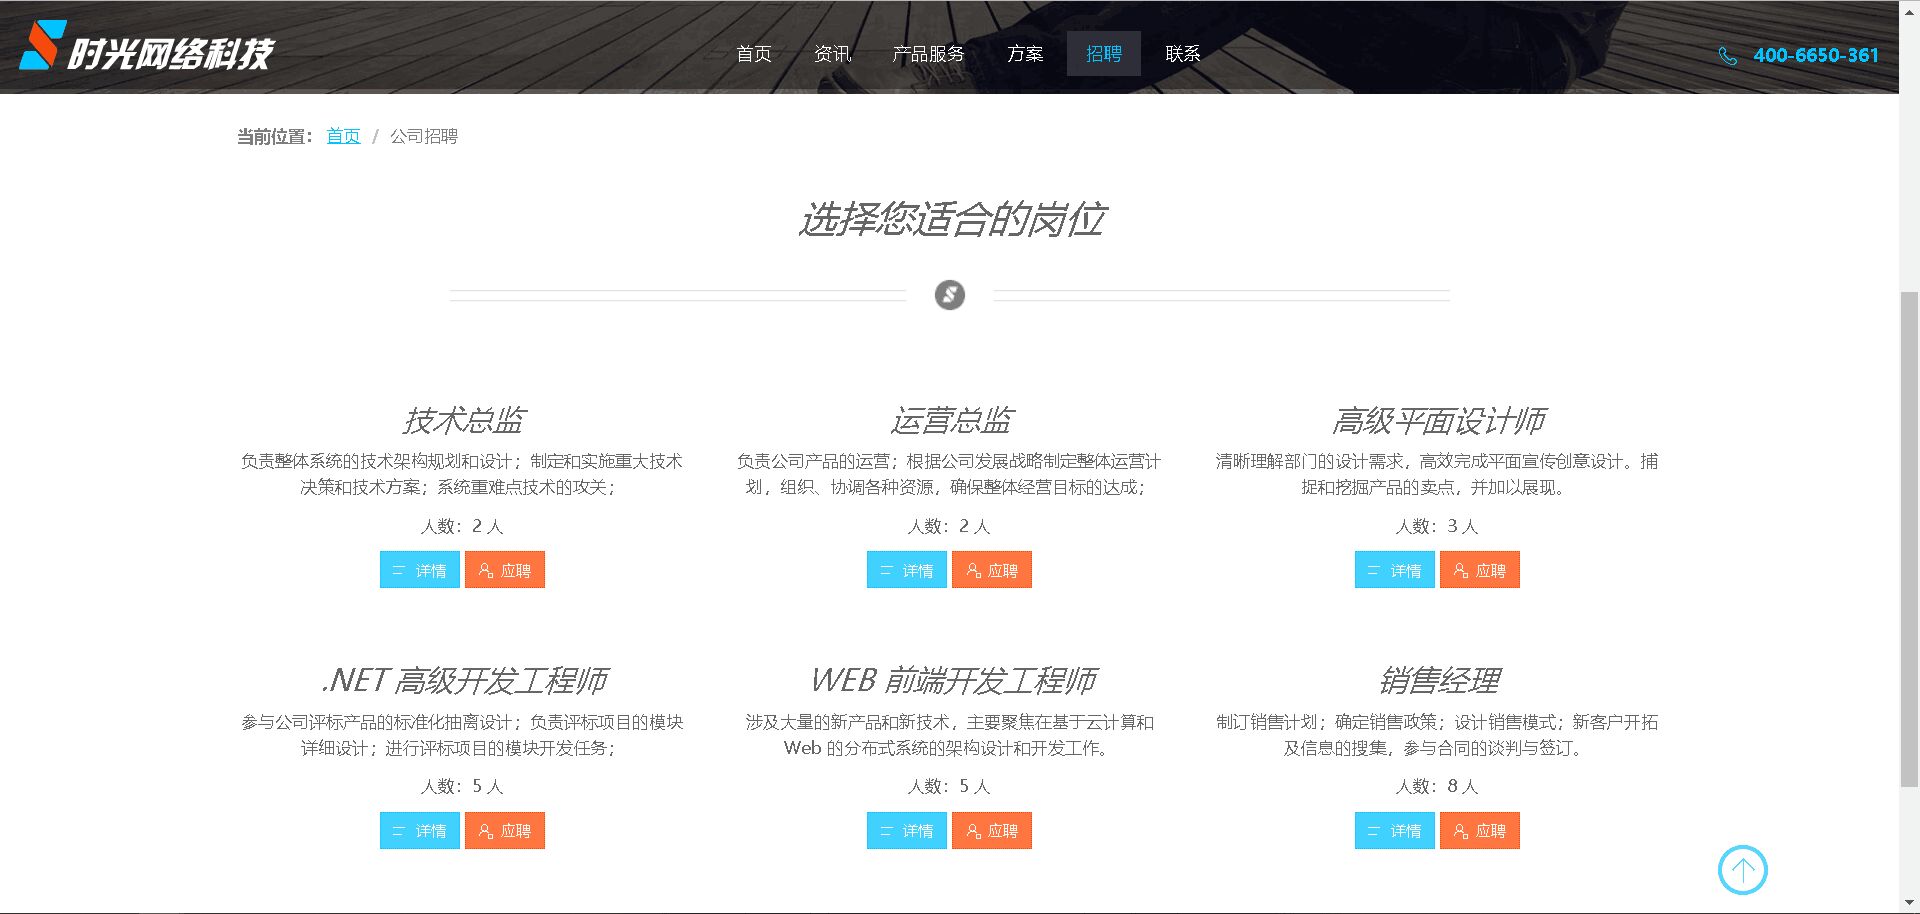 时光网络科技
首页 资讯 产品服务 方案 招聘 联系
400-6650-361
当前位置： 首页 / 公司招聘
选择您适合的岗位
技术总监
负责整体系统的技术架构规划和设计；制定和实施重大技术
决策和技术方案；系统重难点技术的攻关；
人数：2 人
详情 应聘
运营总监
负责公司产品的运营；根据公司发展战略制定整体运营计
划，组织、协调各种资源，确保整体经营目标的达成；
人数：2 人
详情 应聘
高级平面设计师
清晰理解部门的设计需求，高效完成平面宣传创意设计。捕
捉和挖掘产品的卖点，并加以展现。
人数：3 人
详情 应聘
.NET 高级开发工程师
参与公司评标产品的标准化抽离设计；负责评标项目的模块
详细设计；进行评标项目的模块开发任务；
人数：5 人
详情 应聘
WEB 前端开发工程师
涉及大量的新产品和新技术，主要聚焦在基于云计算和
Web 的分布式系统的架构设计和开发工作。
人数：5 人
详情 应聘
销售经理
制订销售计划；确定销售政策；设计销售模式；新客户开拓
及信息的搜集，参与合同的谈判与签订。
人数：8 人
详情 应聘